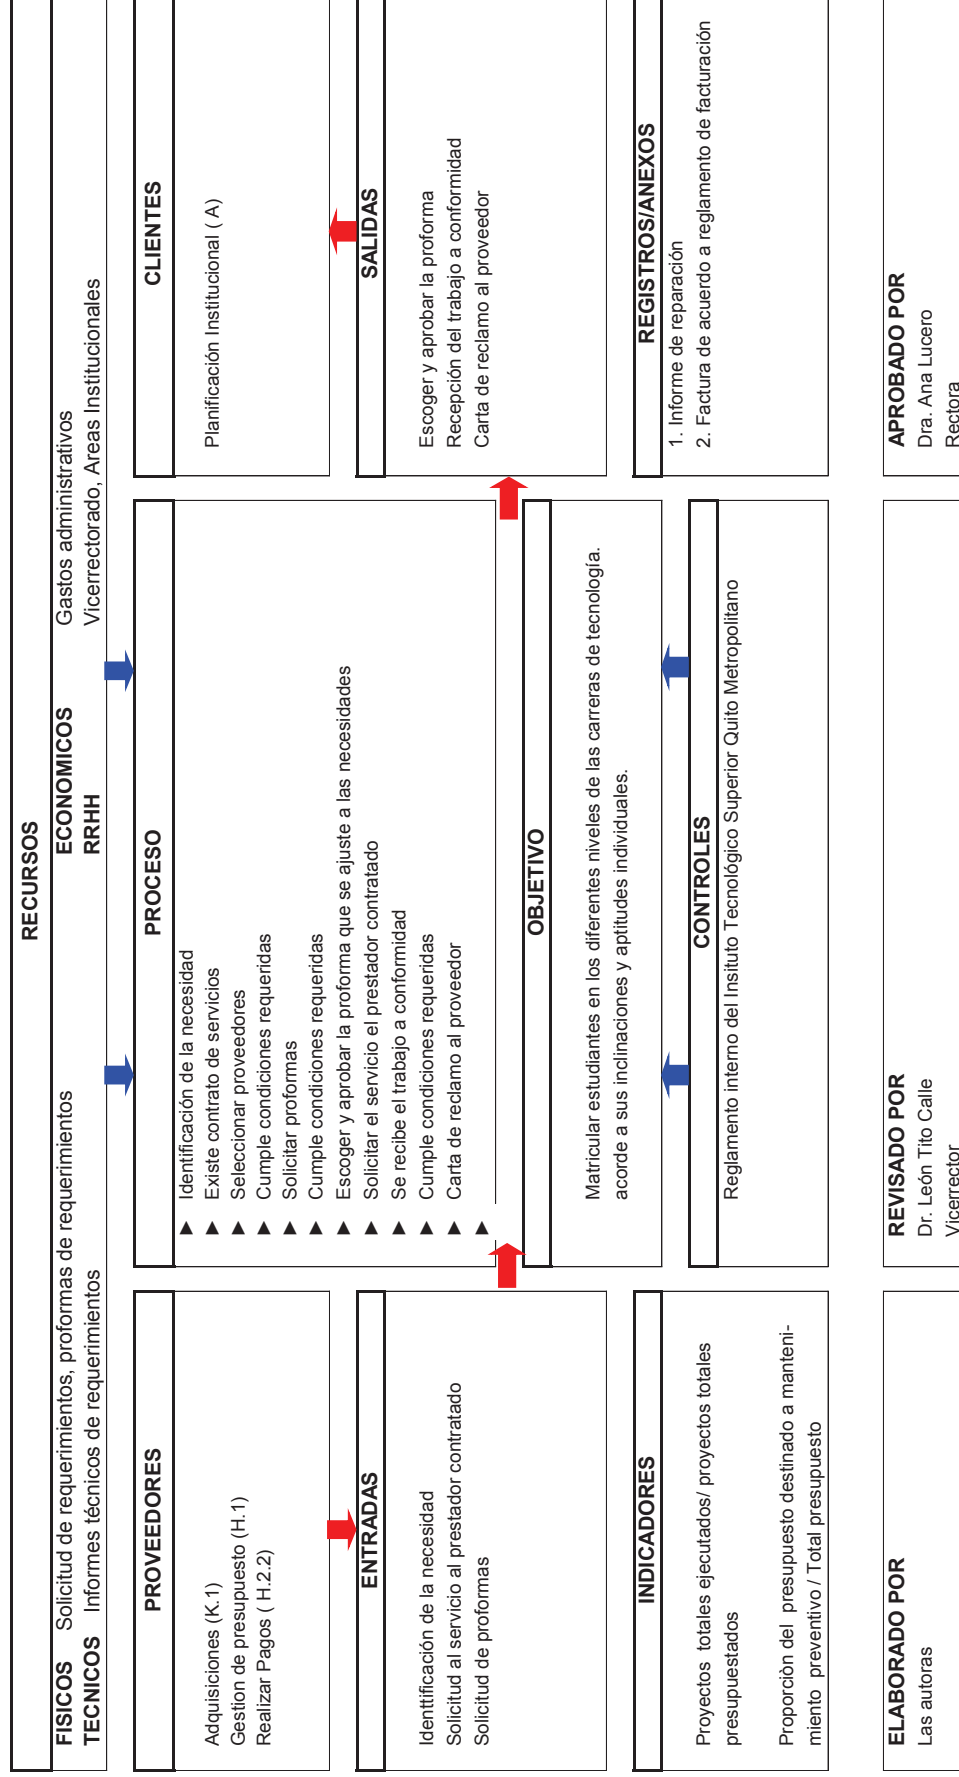 RECURSOS
FISICOS Solicitud de requerimientos, proformas de requerimientos ECONOMICOS Gastos administrativos
TECNICOS Informes técnicos de requerimientos RRHH Vicerrectorado, Areas Institucionales
PROVEEDORES
Adquisiciones (K.1)
Gestion de presupuesto (H.1)
Realizar Pagos ( H.2.2)
ENTRADAS
Identtificación de la necesidad
Solicitud al servicio al prestador contratado
Solicitud de proformas
INDICADORES
Proyectos totales ejecutados/ proyectos totales
presupuestados
Proporciòn del presupuesto destinado a manteni-
miento preventivo / Total presupuesto
PROCESO
▶ Identificación de la necesidad
▶ Existe contrato de servicios
▶ Seleccionar proveedores
▶ Cumple condiciones requeridas
▶ Solicitar proformas
▶ Cumple condiciones requeridas
▶ Escoger y aprobar la proforma que se ajuste a las necesidades
▶ Solicitar el servicio el prestador contratado
▶ Se recibe el trabajo a conformidad
▶ Cumple condiciones requeridas
▶ Carta de reclamo al proveedor
▶
OBJETIVO
Matricular estudiantes en los diferentes niveles de las carreras de tecnología.
acorde a sus inclinaciones y aptitudes individuales.
CONTROLES
Reglamento interno del Insituto Tecnológico Superior Quito Metropolitano
CLIENTES
Planificación Institucional ( A)
SALIDAS
Escoger y aprobar la proforma
Recepción del trabajo a conformidad
Carta de reclamo al proveedor
REGISTROS/ANEXOS
1. Informe de reparación
2. Factura de acuerdo a reglamento de facturación
ELABORADO POR
Las autoras
REVISADO POR
Dr. León Tito Calle
Vicerrector
APROBADO POR
Dra. Ana Lucero
Rectora